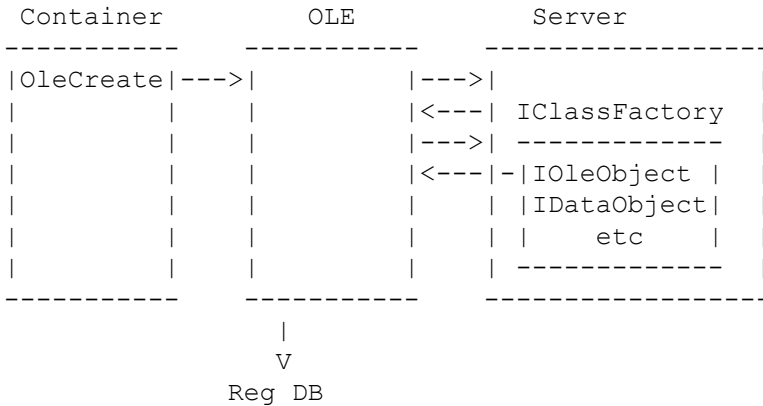 Container OLE Server
----------- ----------- ------------------
|OleCreate|--->| |--->| |
| | | |<---| IClassFactory |
| | | |--->| ------------- |
| | | |<---|-|IOleObject | |
| | | | | |IDataObject| |
| | | | | | etc | |
| | | | | ------------- |
----------- ----------- ------------------
|
V
Reg DB